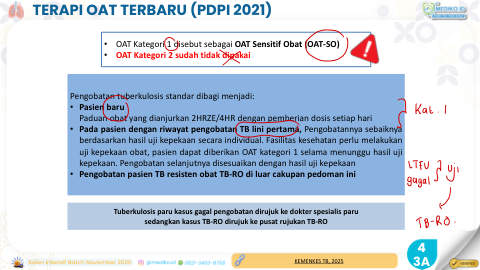 TERAPI OAT TERBARU (PDPI 2021)
• OAT Kategori 1 disebut sebagai OAT Sensitif Obat (OAT-SO)
• OAT Kategori 2 sudah tidak dipakai
Pengobatan tuberkulosis standar dibagi menjadi:
• Pasien baru
Paduan obat yang dianjurkan 2HRZE/4HR dengan pemberian dosis setiap hari
• Pada pasien dengan riwayat pengobatan TB lini pertama, Pengobatannya sebaiknya
berdasarkan hasil uji kepekaan secara individual. Fasilitas kesehatan perlu melakukan
uji kepekaan obat, pasien dapat diberikan OAT kategori 1 selama menunggu hasil uji
kepekaan. Pengobatan selanjutnya disesuaikan dengan hasil uji kepekaan
• Pengobatan pasien TB resisten obat TB-RO di luar cakupan pedoman ini
Kat. 1
LTFU
gagal
uji
TB-RO.
Tuberkulosis paru kasus gagal pengobatan dirujuk ke dokter spesialis paru
sedangkan kasus TB-RO dirujuk ke pusat rujukan TB-RO
KEMENKES TB, 2025
4
3A